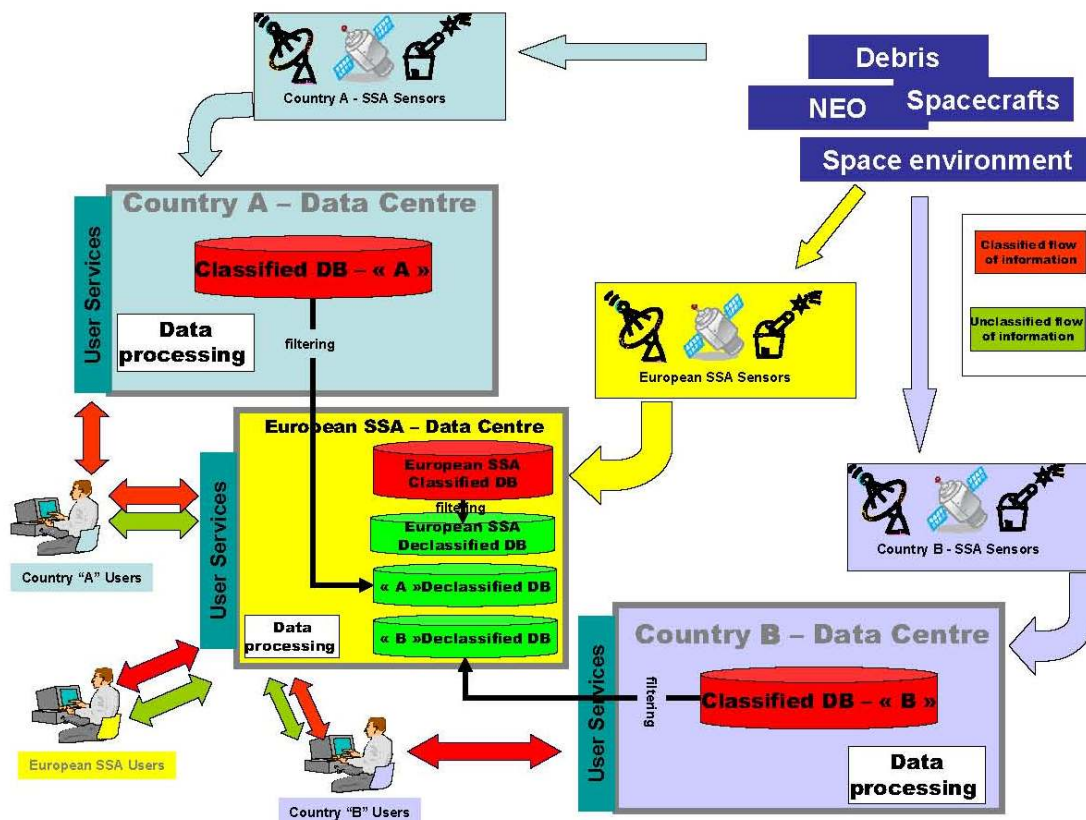 Debris
NEO
Spacecrafts
Space environment
Country A - SSA Sensors
Country A – Data Centre
User Services
Classified DB – « A »
Data
processing
filtering
Classified flow
of information
Unclassified flow
of information
European SSA Sensors
European SSA – Data Centre
User Services
European SSA
Classified DB
filtering
European SSA
Declassified DB
« A »Declassified DB
« B »Declassified DB
Data
processing
Country "A" Users
Country B - SSA Sensors
Country B – Data Centre
User Services
filtering
Classified DB – « B »
Data
processing
European SSA Users
Country "B" Users